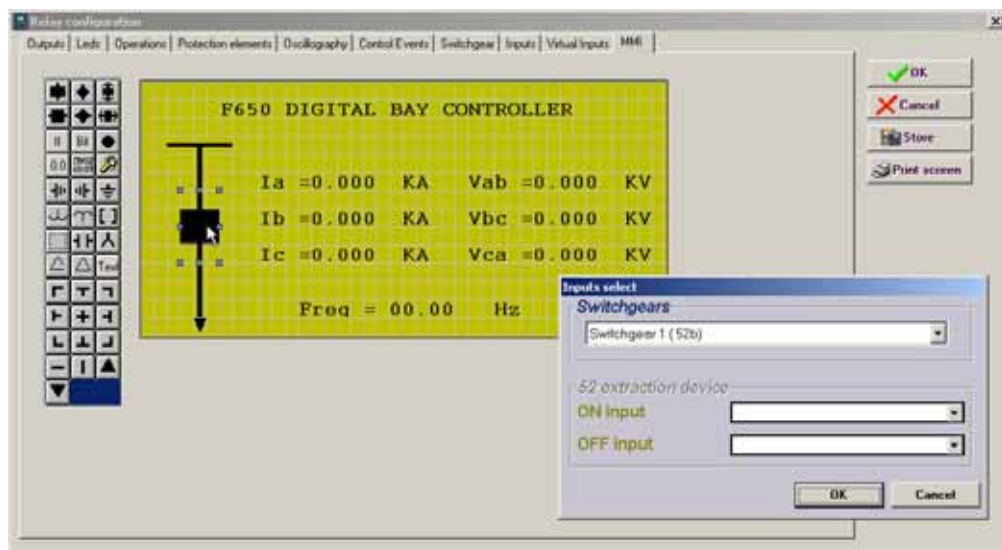 Relay configuration
Outputs Leds Operations Protection elements Oscillography Control Events Switchgear Inputs Virtual Inputs MMI
OK
Cancel
Store
Print screen
F650 DIGITAL BAY CONTROLLER
Ia =0.000 KA Vab =0.000 KV
Ib =0.000 KA Vbc =0.000 KV
Ic =0.000 KA Vca =0.000 KV
Freq = 00.00 Hz
0.0
Text
Inputs select
Switchgears
Switchgear 1 ( 52b)
52 extraction device
ON input
OFF input
OK Cancel